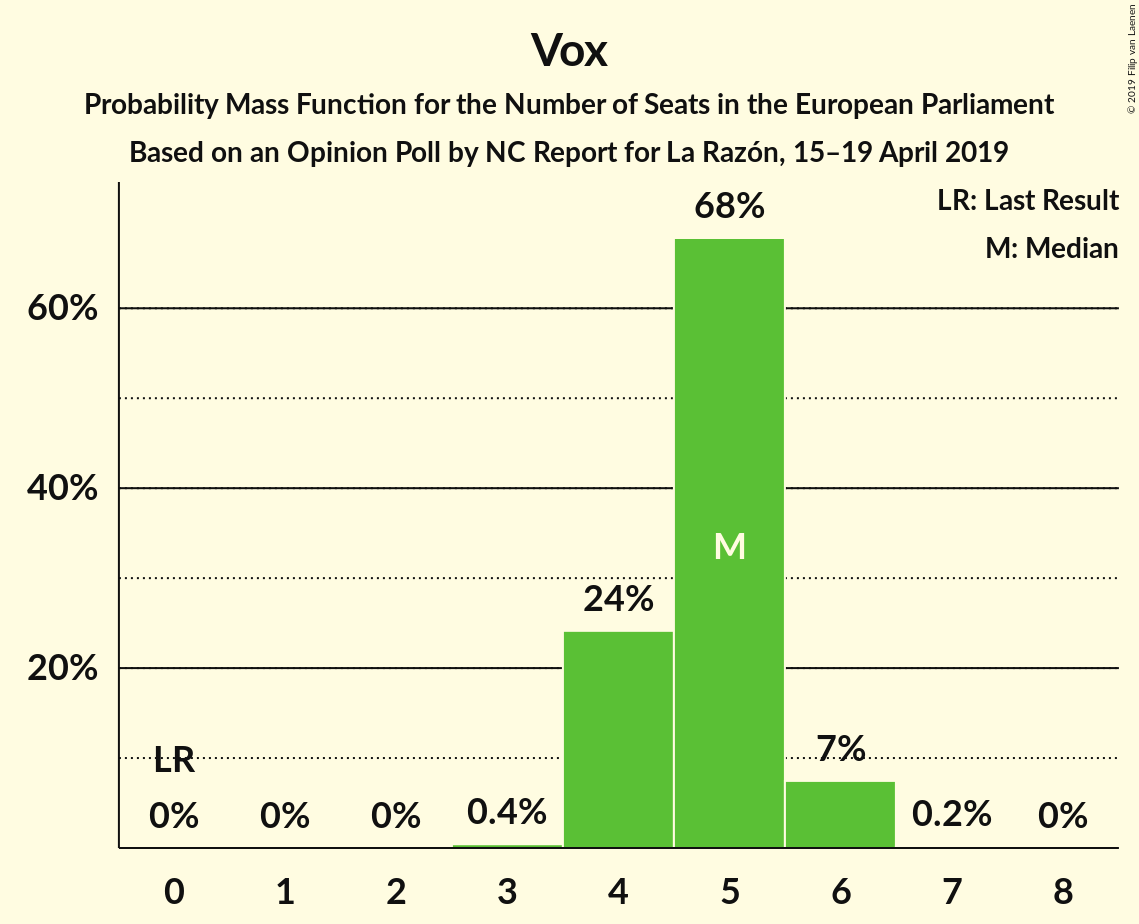 Vox
Probability Mass Function for the Number of Seats in the European Parliament
Based on an Opinion Poll by NC Report for La Razón, 15–19 April 2019
© 2019 Filip van Laenen
LR: Last Result
M: Median
68%
60%
40%
M
24%
20%
LR
7%
0%
0%
0%
0.4%
0.2%
0%
0 1 2 3 4 5 6 7 8